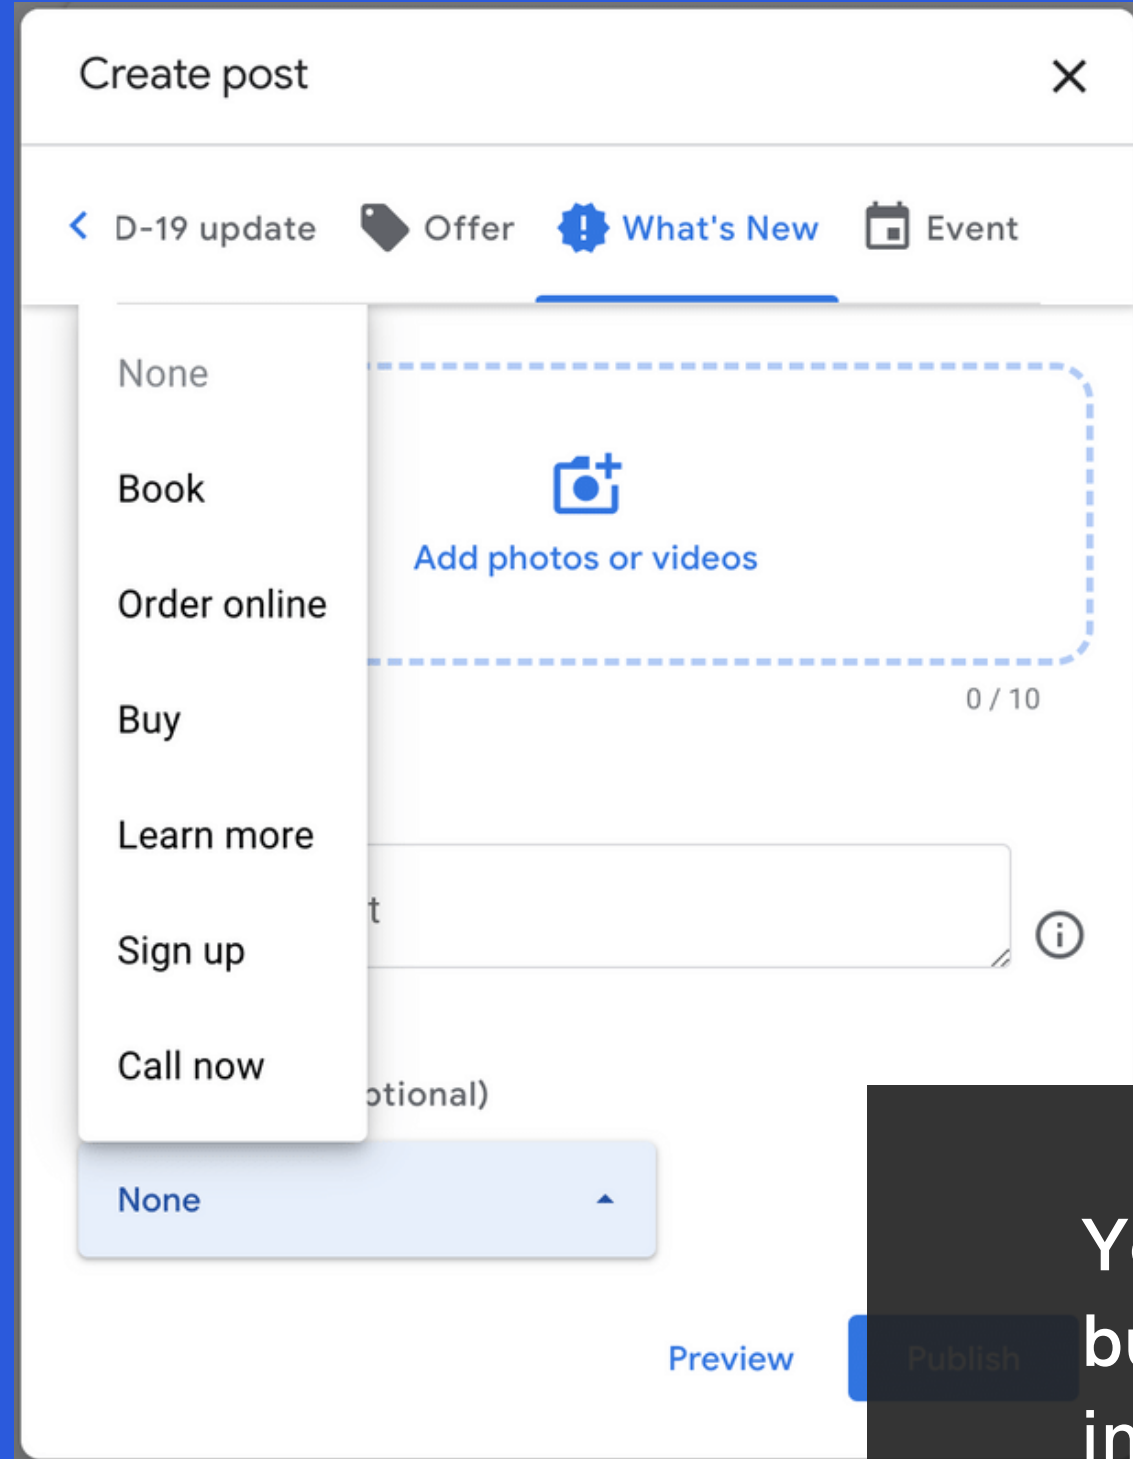 Create post
D-19 update Offer What's New Event
None
Book
Add photos or videos
Order online
0 / 10
Buy
Learn more
Sign up
Call now
None
Preview Publish